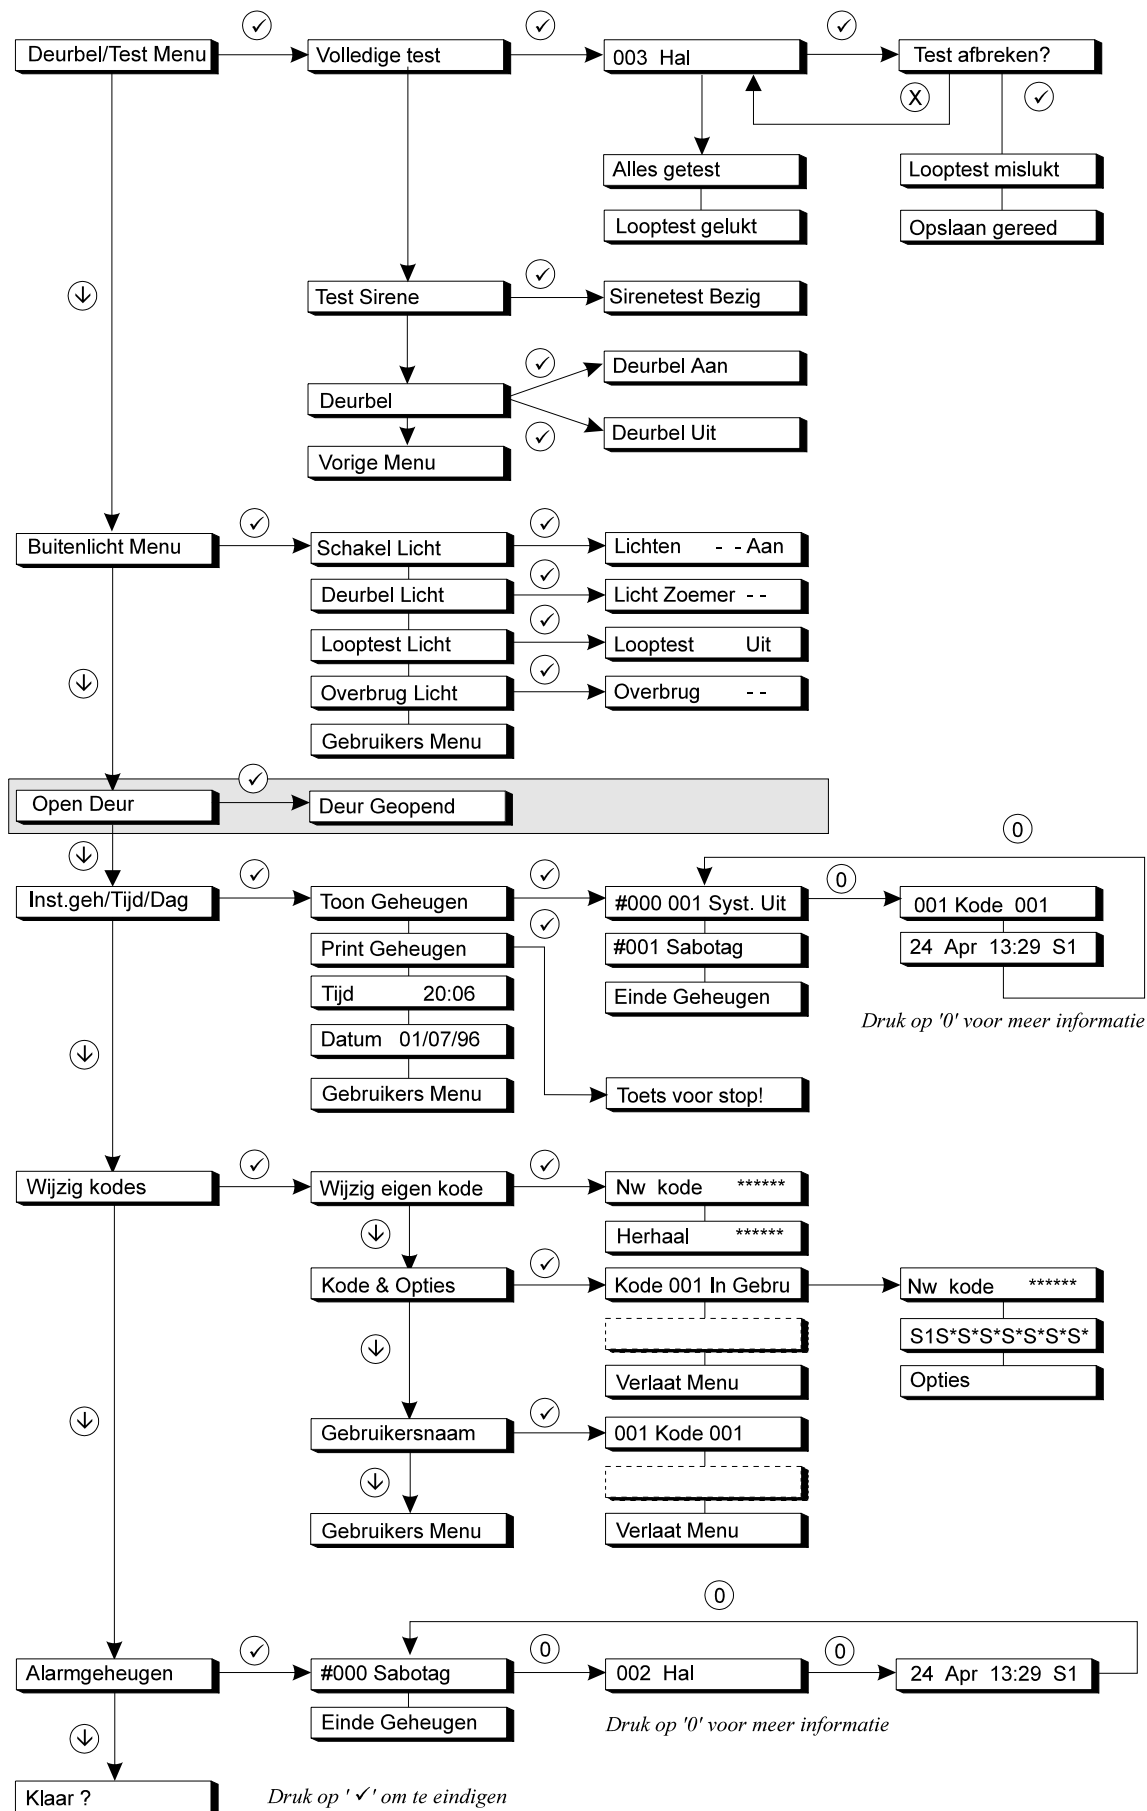 Deurbel/Test Menu ✓ Volledige test ✓ 003 Hal ✓ Test afbreken?
X ✓
Alles getest
Looptest mislukt
Looptest gelukt
Opslaan gereed
↓
Test Sirene ✓ Sirenetest Bezig
✓ Deurbel Aan
Deurbel
✓ Deurbel Uit
Vorige Menu
Buitenlicht Menu ✓ Schakel Licht ✓ Lichten - - Aan
Deurbel Licht ✓ Licht Zoemer - -
Looptest Licht ✓ Looptest Uit
↓
Overbrug Licht ✓ Overbrug - -
Gebruikers Menu
Open Deur ✓ Deur Geopend
↓
0
Inst.geh/Tijd/Dag ✓ Toon Geheugen ✓ #000 001 Syst. Uit 0 001 Kode 001
Print Geheugen ✓ #001 Sabotag
24 Apr 13:29 S1
Tijd 20:06
Einde Geheugen
Druk op '0' voor meer informatie
Datum 01/07/96
↓
Gebruikers Menu
Toets voor stop!
Wijzig kodes ✓ Wijzig eigen kode ✓ Nw kode ******
↓
Herhaal ******
Kode & Opties ✓ Kode 001 In Gebru
Nw kode ******
↓
S1S*S*S*S*S*S*S*
Verlaat Menu
Opties
↓
Gebruikersnaam ✓ 001 Kode 001
↓
Gebruikers Menu
Verlaat Menu
0
Alarmgeheugen ✓ #000 Sabotag 0 002 Hal 0 24 Apr 13:29 S1
Einde Geheugen
Druk op '0' voor meer informatie
↓
Klaar ?
Druk op ' ✓' om te eindigen